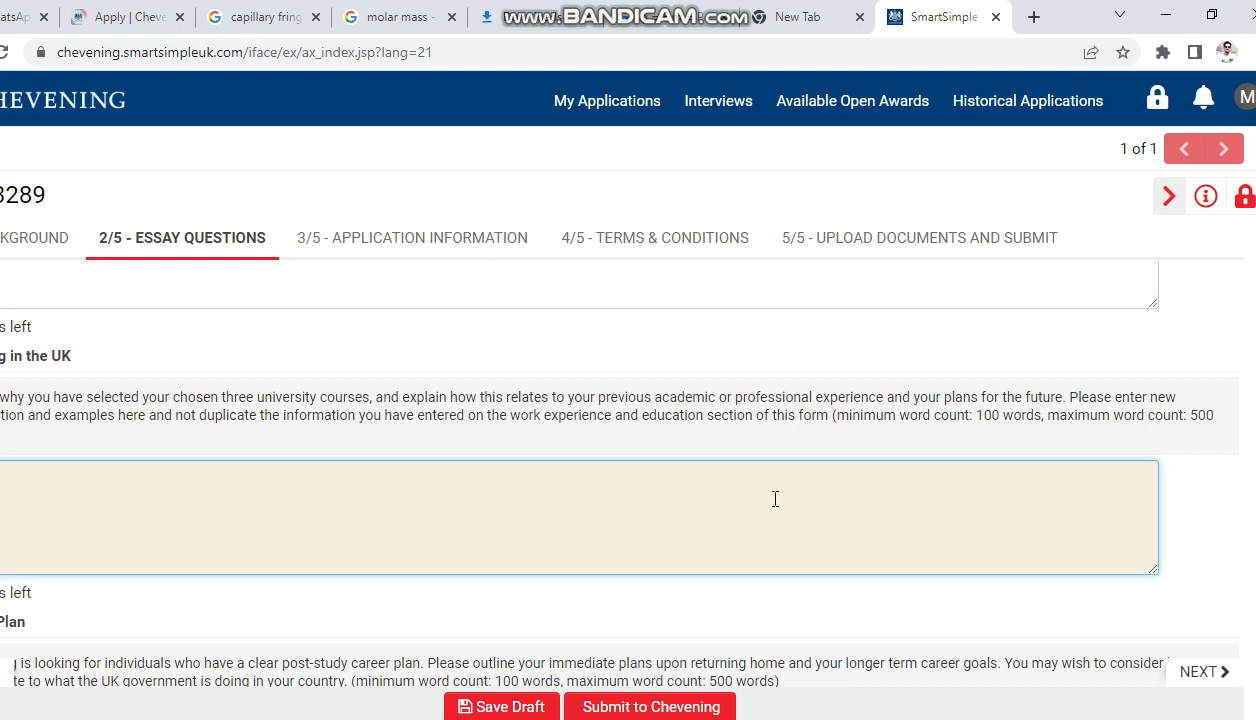 atsAp
Apply | Cheve
capillary fring
molar mass -
www.BANDICAM.com
New Tab
SmartSimple
chevening.smartsimpleuk.com/iface/ex/ax_index.jsp?lang=21
HEVENING
My Applications
Interviews
Available Open Awards
Historical Applications
M
1 of 1
3289
KGROUND
2/5 - ESSAY QUESTIONS
3/5 - APPLICATION INFORMATION
4/5 - TERMS & CONDITIONS
5/5 - UPLOAD DOCUMENTS AND SUBMIT
s left
g in the UK
why you have selected your chosen three university courses, and explain how this relates to your previous academic or professional experience and your plans for the future. Please enter new
tion and examples here and not duplicate the information you have entered on the work experience and education section of this form (minimum word count: 100 words, maximum word count: 500
s left
Plan
g is looking for individuals who have a clear post-study career plan. Please outline your immediate plans upon returning home and your longer term career goals. You may wish to consider
te to what the UK government is doing in your country. (minimum word count: 100 words, maximum word count: 500 words)
NEXT
Save Draft
Submit to Chevening